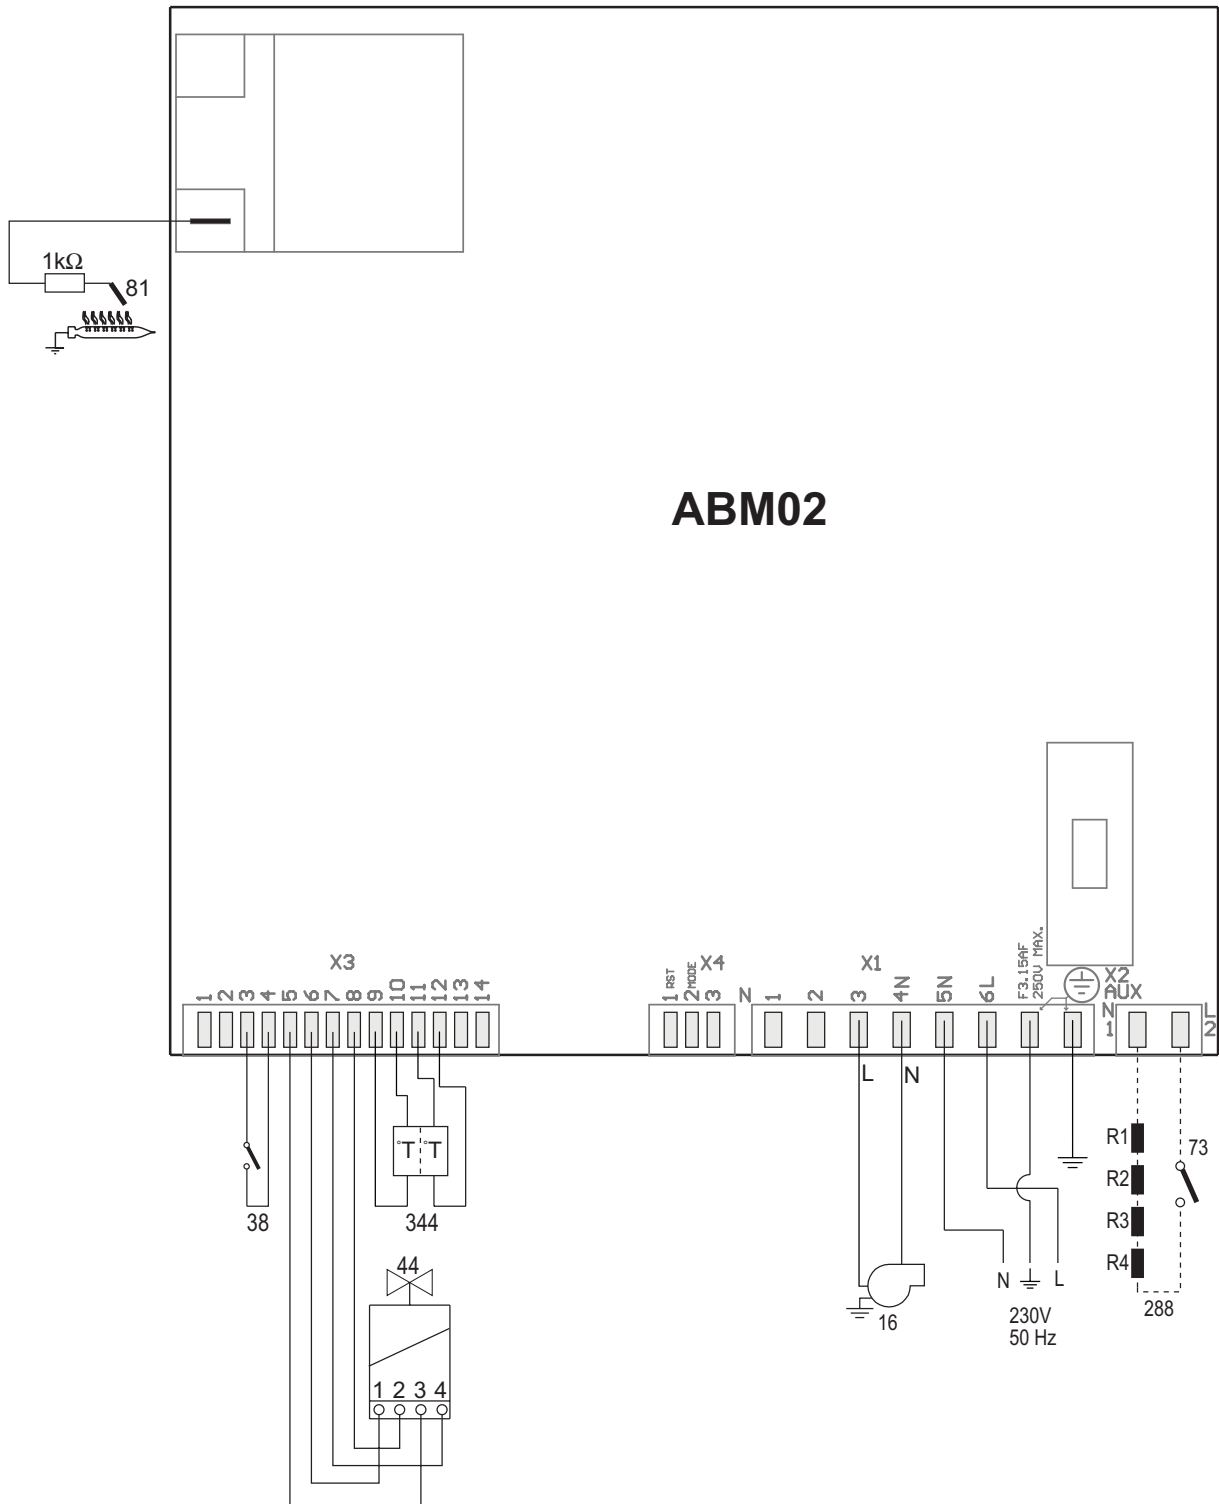 1kΩ
81
ABM02
X3
1 2 3 4 5 6 7 8 9 10 11 12 13 14
X4
1 RST
2 MODE
3
N
X1
1 2 3 4N 5N 6L
F3.15AF
250V MAX.
X2
AUX
N
1
L
2
L N
38
°T °T
344
44
1 2 3 4
16
N L
230V
50 Hz
R1
R2
R3
R4
73
288